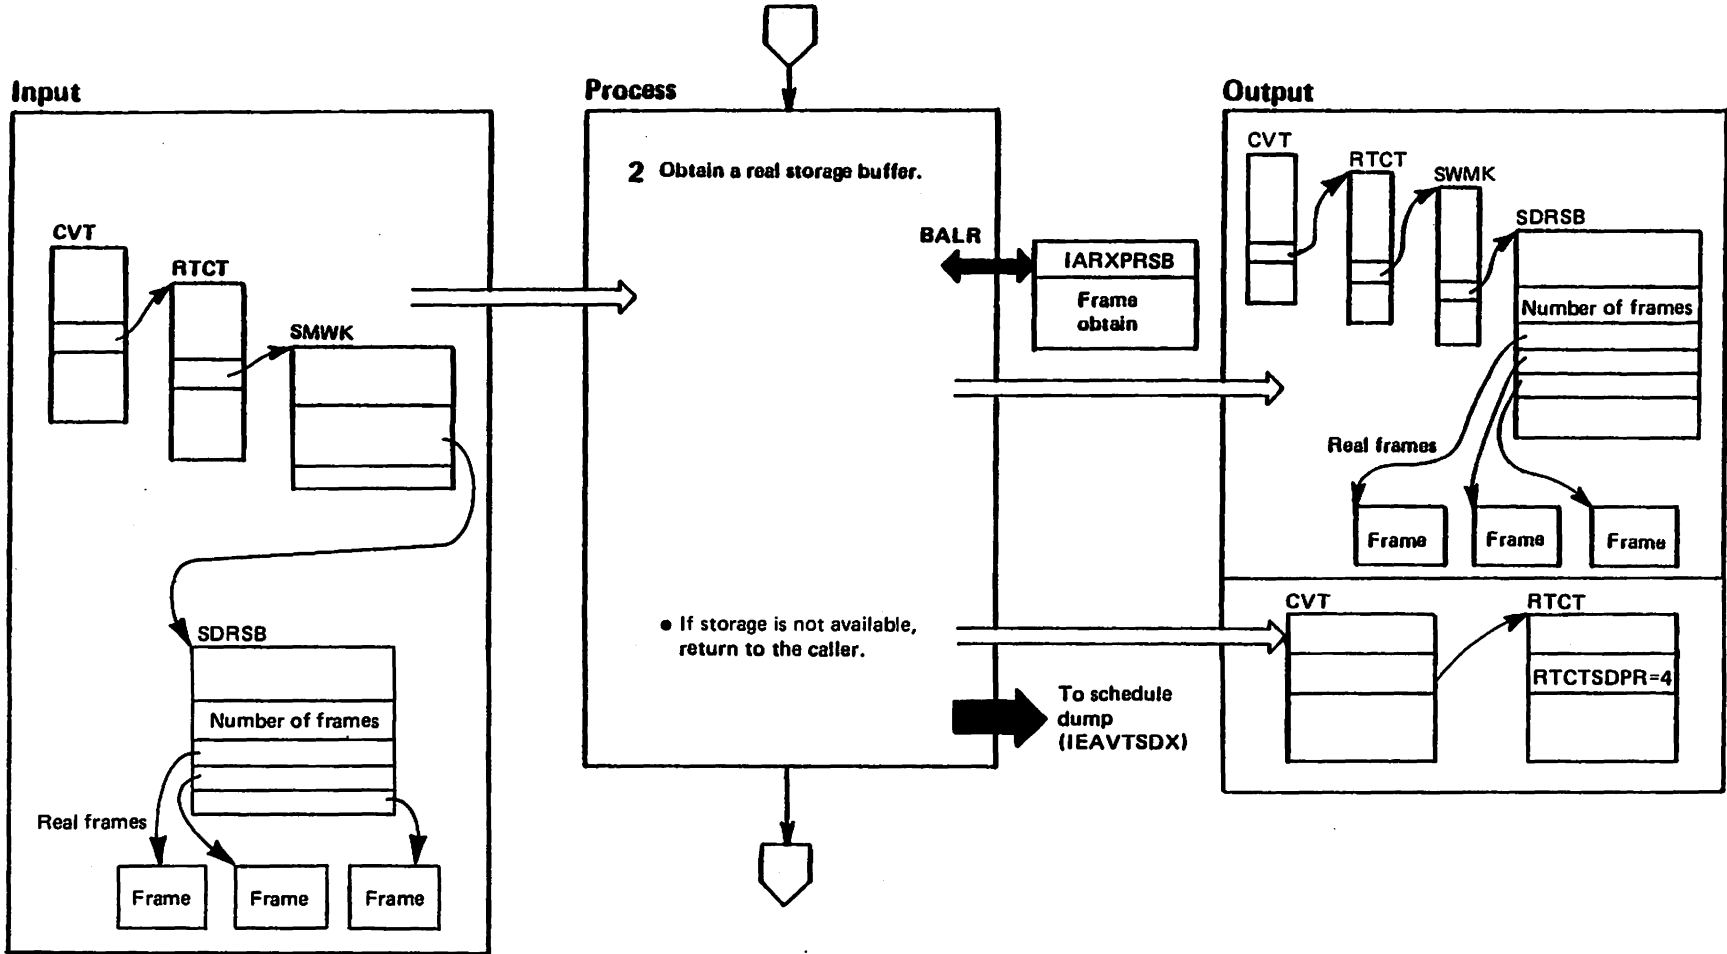 Input
CVT
RTCT
SMWK
SDRSB
Number of frames
Real frames
Frame
Frame
Frame
Process
2 Obtain a real storage buffer.
BALR
IARXPRSB
Frame
obtain
● If storage is not available,
return to the caller.
To schedule
dump
(IEAVTSDX)
Output
CVT
RTCT
SWMK
SDRSB
Number of frames
Real frames
Frame
Frame
Frame
CVT
RTCT
RTCTSDPR=4